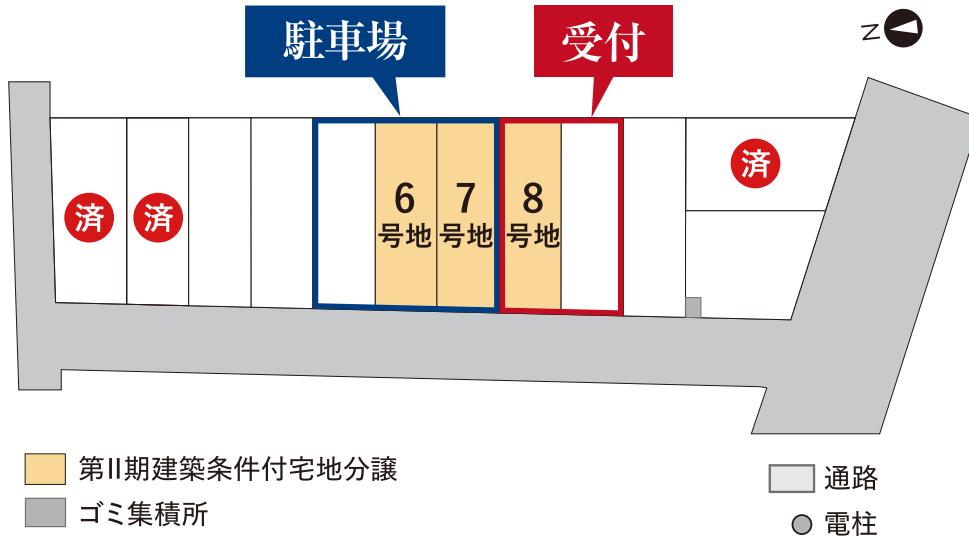 駐車場
受付
N
済
済
済
6
号地
7
号地
8
号地
第II期建築条件付宅地分譲
ゴミ集積所
通路
電柱